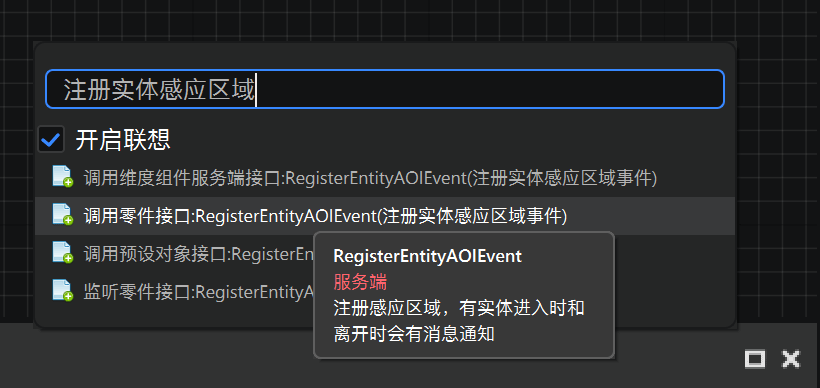 注册实体感应区域
开启联想
调用维度组件服务端接口:RegisterEntityAOIEvent(注册实体感应区域事件)
调用零件接口:RegisterEntityAOIEvent(注册实体感应区域事件)
调用预设对象接口:RegisterEn
监听零件接口:RegisterEntityA
RegisterEntityAOIEvent
服务端
注册感应区域，有实体进入时和
离开时会有消息通知